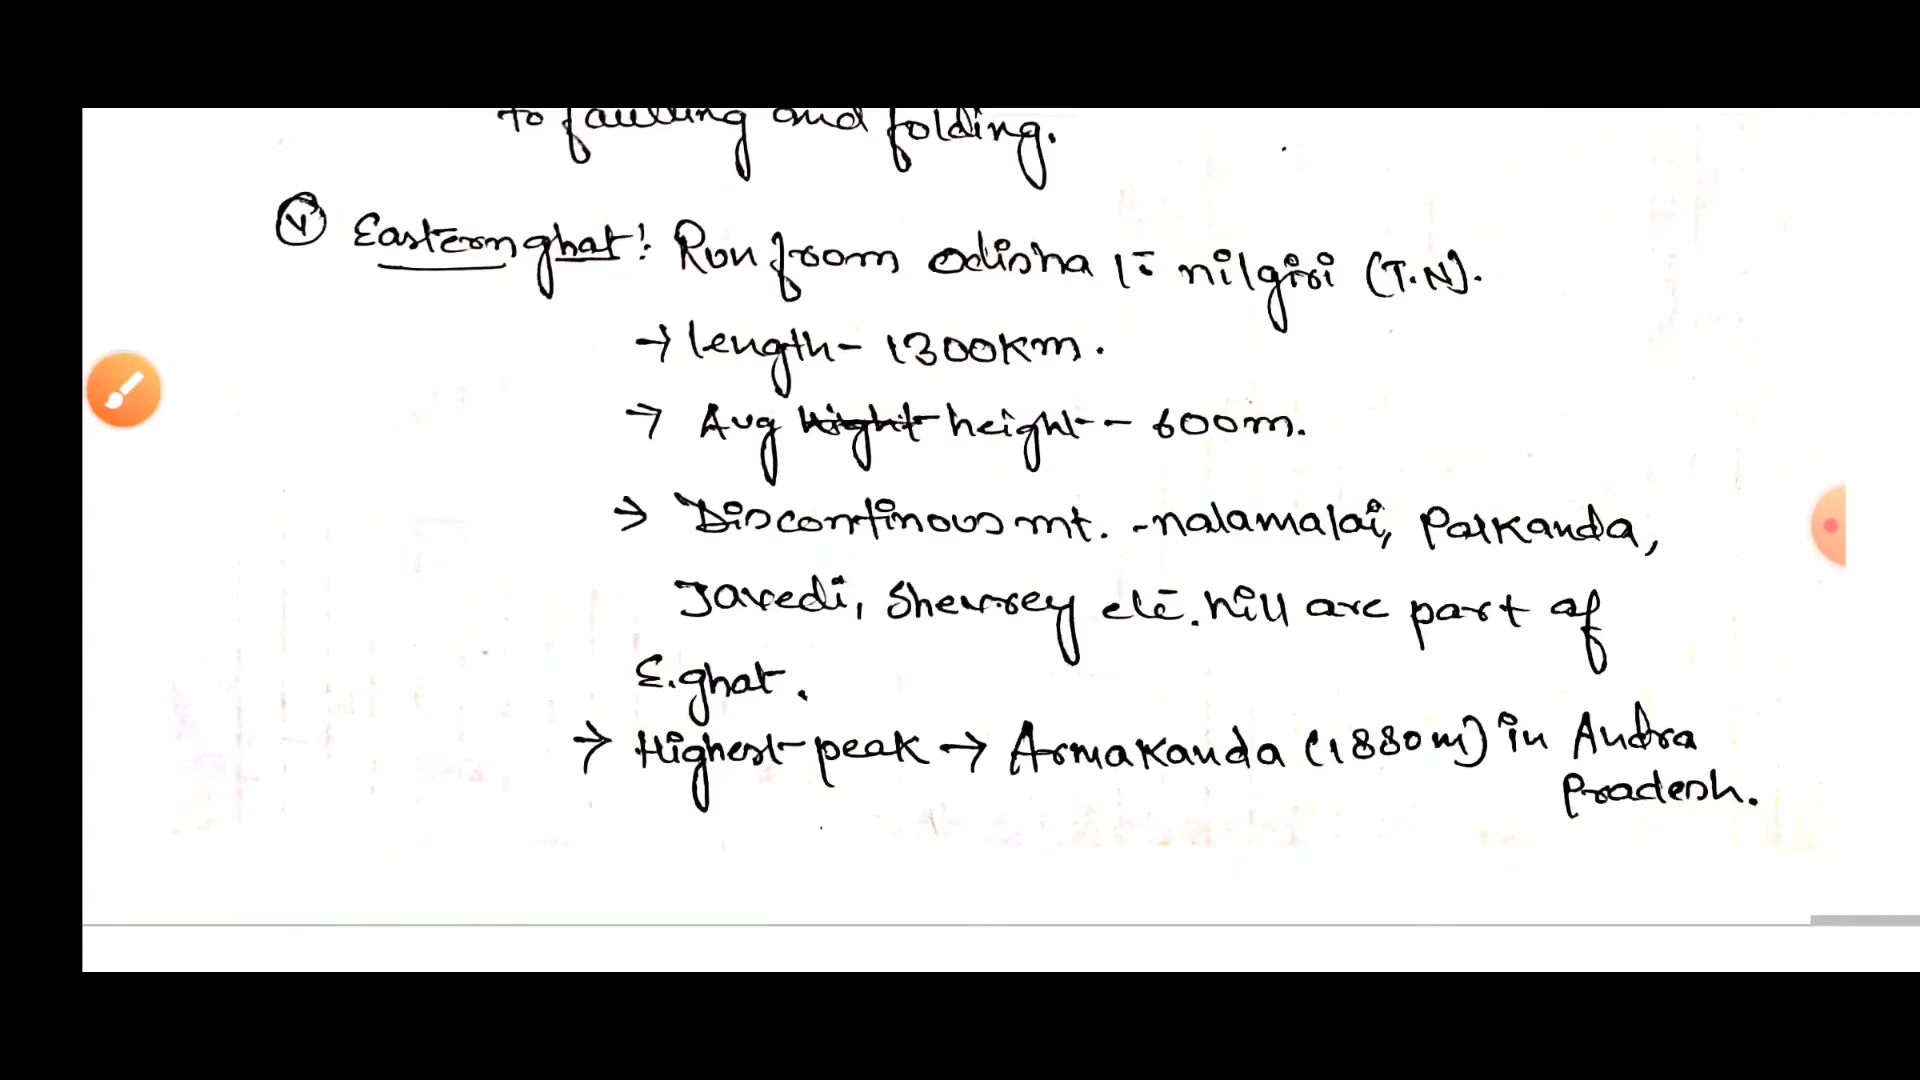 to faulting and folding.
(v) Eastern ghat: Run from odisha to nilgiri (T.N).
→ length - 1300km.
→ Avg hight height - 600m.
→ Discontinous mt. - nalamalai, Palkanda,
Javedi, Shevrey etc. hill are part of
E. ghat.
→ Highest peak → Armakanda (1880m) in Andra
Pradesh.